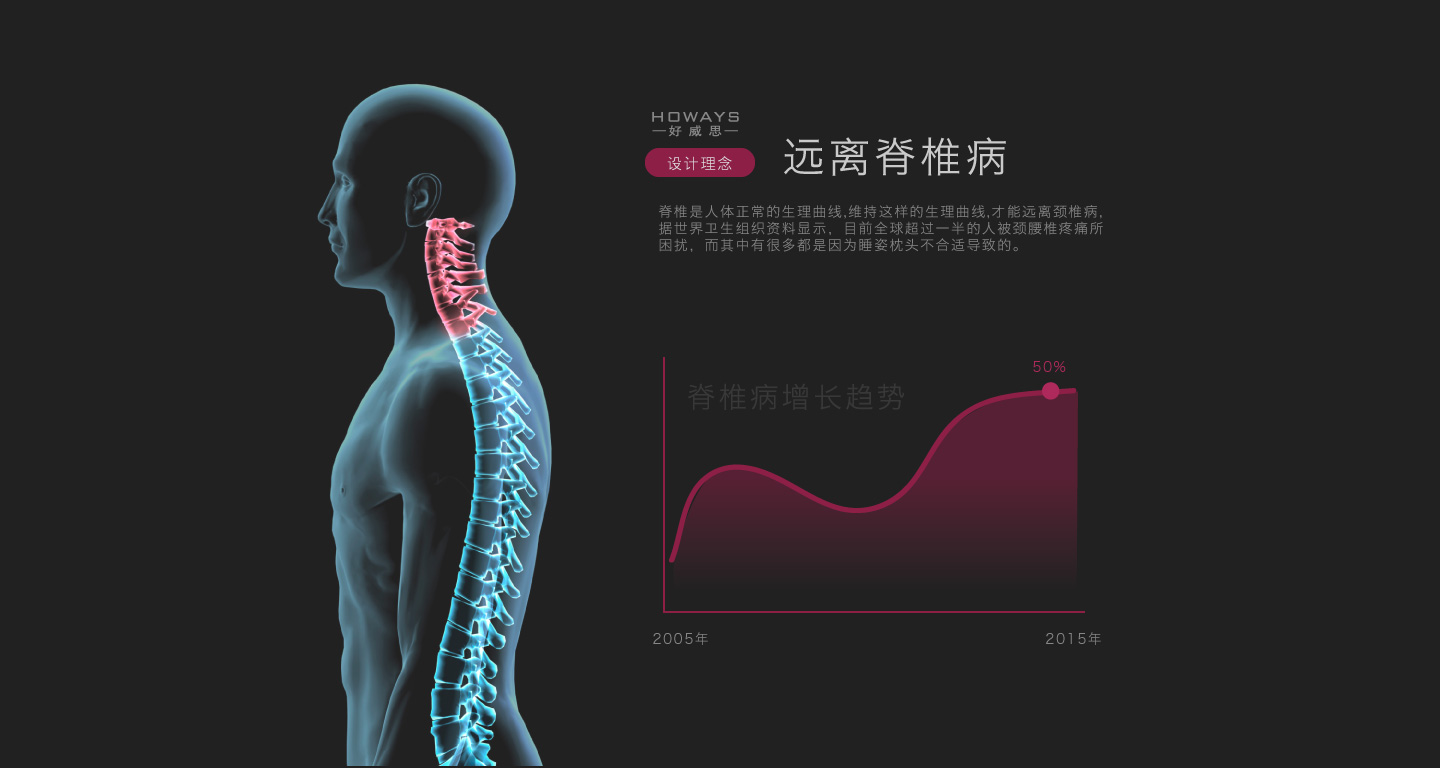 HOWAYS
—好 威 思—
设计理念
远离脊椎病
脊椎是人体正常的生理曲线,维持这样的生理曲线,才能远离颈椎病,
据世界卫生组织资料显示，目前全球超过一半的人被颈腰椎疼痛所
困扰，而其中有很多都是因为睡姿枕头不合适导致的。
50%
脊椎病增长趋势
2005年
2015年